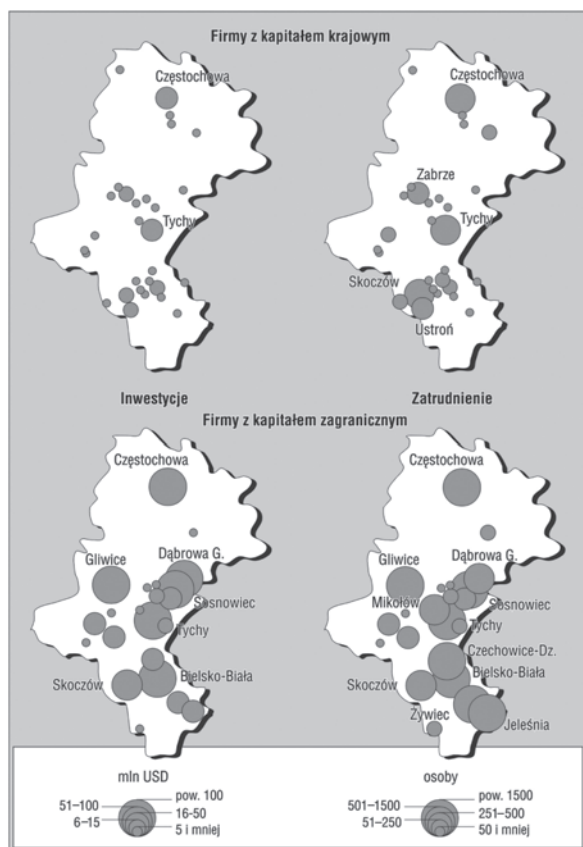 Firmy z kapitałem krajowym
Częstochowa
Tychy
Częstochowa
Zabrze
Tychy
Skoczów
Ustroń
Inwestycje
Zatrudnienie
Firmy z kapitałem zagranicznym
Częstochowa
Gliwice
Dąbrowa G.
Sosnowiec
Tychy
Skoczów
Bielsko-Biała
Częstochowa
Gliwice
Dąbrowa G.
Mikołów
Sosnowiec
Tychy
Czechowice-Dz.
Bielsko-Biała
Skoczów
Żywiec
Jeleśnia
mln USD
51–100
6–15
pow. 100
16-50
5 i mniej
osoby
501–1500
51–250
pow. 1500
251–500
50 i mniej